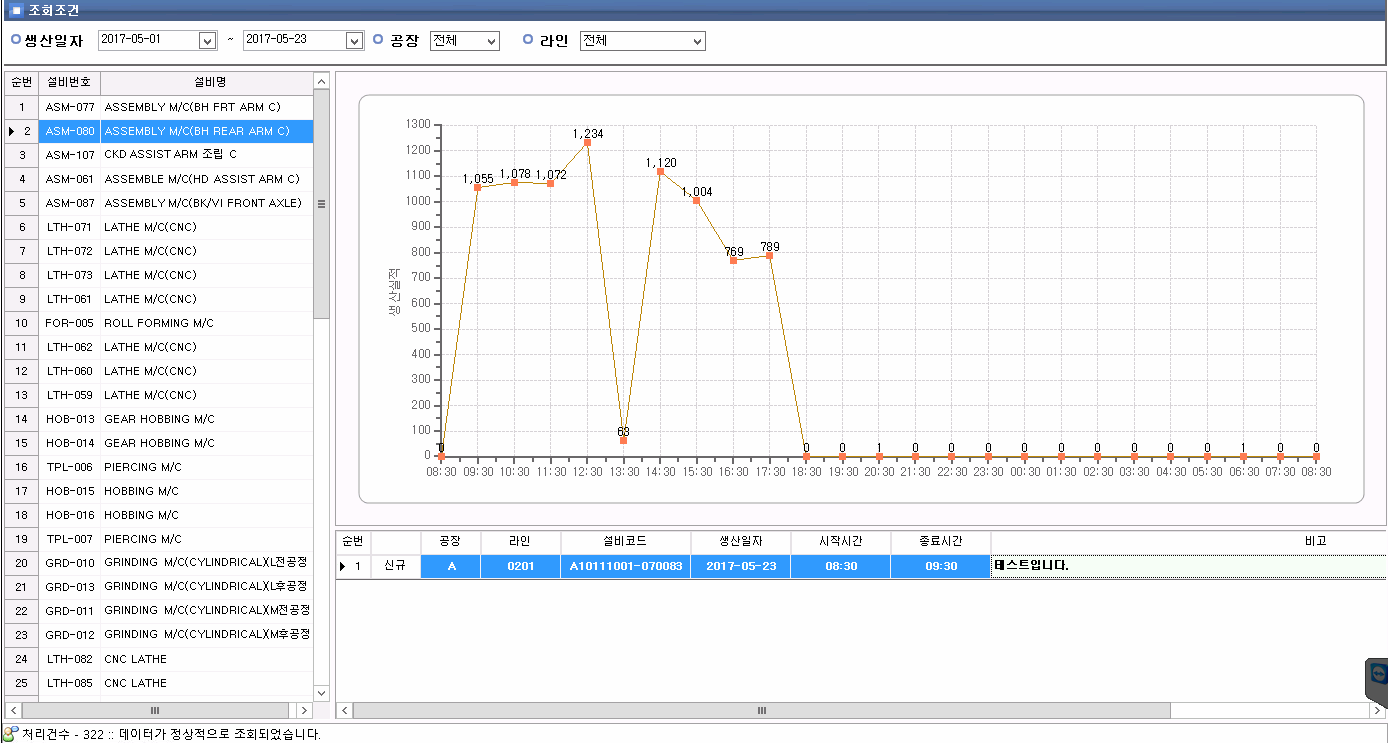 조회조건
생산일자 2017-05-01 ~ 2017-05-23 공장 전체 라인 전체
순번 설비번호 설비명
1 ASM-077 ASSEMBLY M/C(BH FRT ARM C)
2 ASM-080 ASSEMBLY M/C(BH REAR ARM C)
3 ASM-107 CKD ASSIST ARM 조립 C
4 ASM-061 ASSEMBLE M/C(HD ASSIST ARM C)
5 ASM-087 ASSEMBLY M/C(BK/VI FRONT AXLE)
6 LTH-071 LATHE M/C(CNC)
7 LTH-072 LATHE M/C(CNC)
8 LTH-073 LATHE M/C(CNC)
9 LTH-061 LATHE M/C(CNC)
10 FOR-005 ROLL FORMING M/C
11 LTH-062 LATHE M/C(CNC)
12 LTH-060 LATHE M/C(CNC)
13 LTH-059 LATHE M/C(CNC)
14 HOB-013 GEAR HOBBING M/C
15 HOB-014 GEAR HOBBING M/C
16 TPL-006 PIERCING M/C
17 HOB-015 HOBBING M/C
18 HOB-016 HOBBING M/C
19 TPL-007 PIERCING M/C
20 GRD-010 GRINDING M/C(CYLINDRICAL)(L전공정
21 GRD-013 GRINDING M/C(CYLINDRICAL)(L후공정
22 GRD-011 GRINDING M/C(CYLINDRICAL)(M전공정
23 GRD-012 GRINDING M/C(CYLINDRICAL)(M후공정
24 LTH-082 CNC LATHE
25 LTH-085 CNC LATHE
생산실적
1300
1200
1100
1000
900
800
700
600
500
400
300
200
100
0
0 1,055 1,078 1,072 1,234 63 1,120 1,004 769 789 0 0 1 0 0 0 0 0 0 0 0 0 1 0 0
08:30 09:30 10:30 11:30 12:30 13:30 14:30 15:30 16:30 17:30 18:30 19:30 20:30 21:30 22:30 23:30 00:30 01:30 02:30 03:30 04:30 05:30 06:30 07:30 08:30
순번 공장 라인 설비코드 생산일자 시작시간 종료시간 비고
1 신규 A 0201 A10111001-070083 2017-05-23 08:30 09:30 테스트입니다.
처리건수 - 322 :: 데이터가 정상적으로 조회되었습니다.